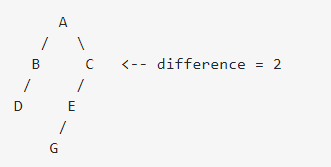 A
/ \
B C <-- difference = 2
/ /
D E
/
G